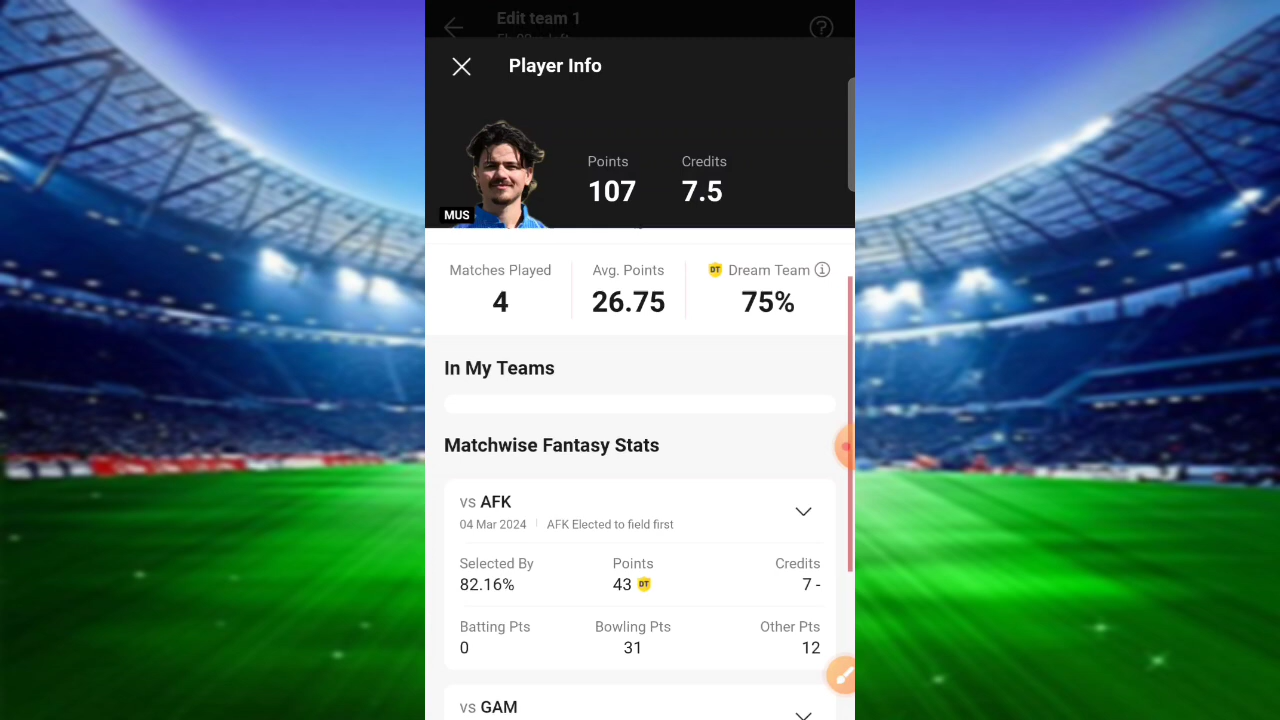 Edit team 1
?
Player Info
Points Credits
107 7.5
MUS
Matches Played Avg. Points DT Dream Team i
4 26.75 75%
In My Teams
Matchwise Fantasy Stats
vs AFK
04 Mar 2024 AFK Elected to field first
Selected By Points Credits
82.16% 43 DT 7 -
Batting Pts Bowling Pts Other Pts
0 31 12
vs GAM